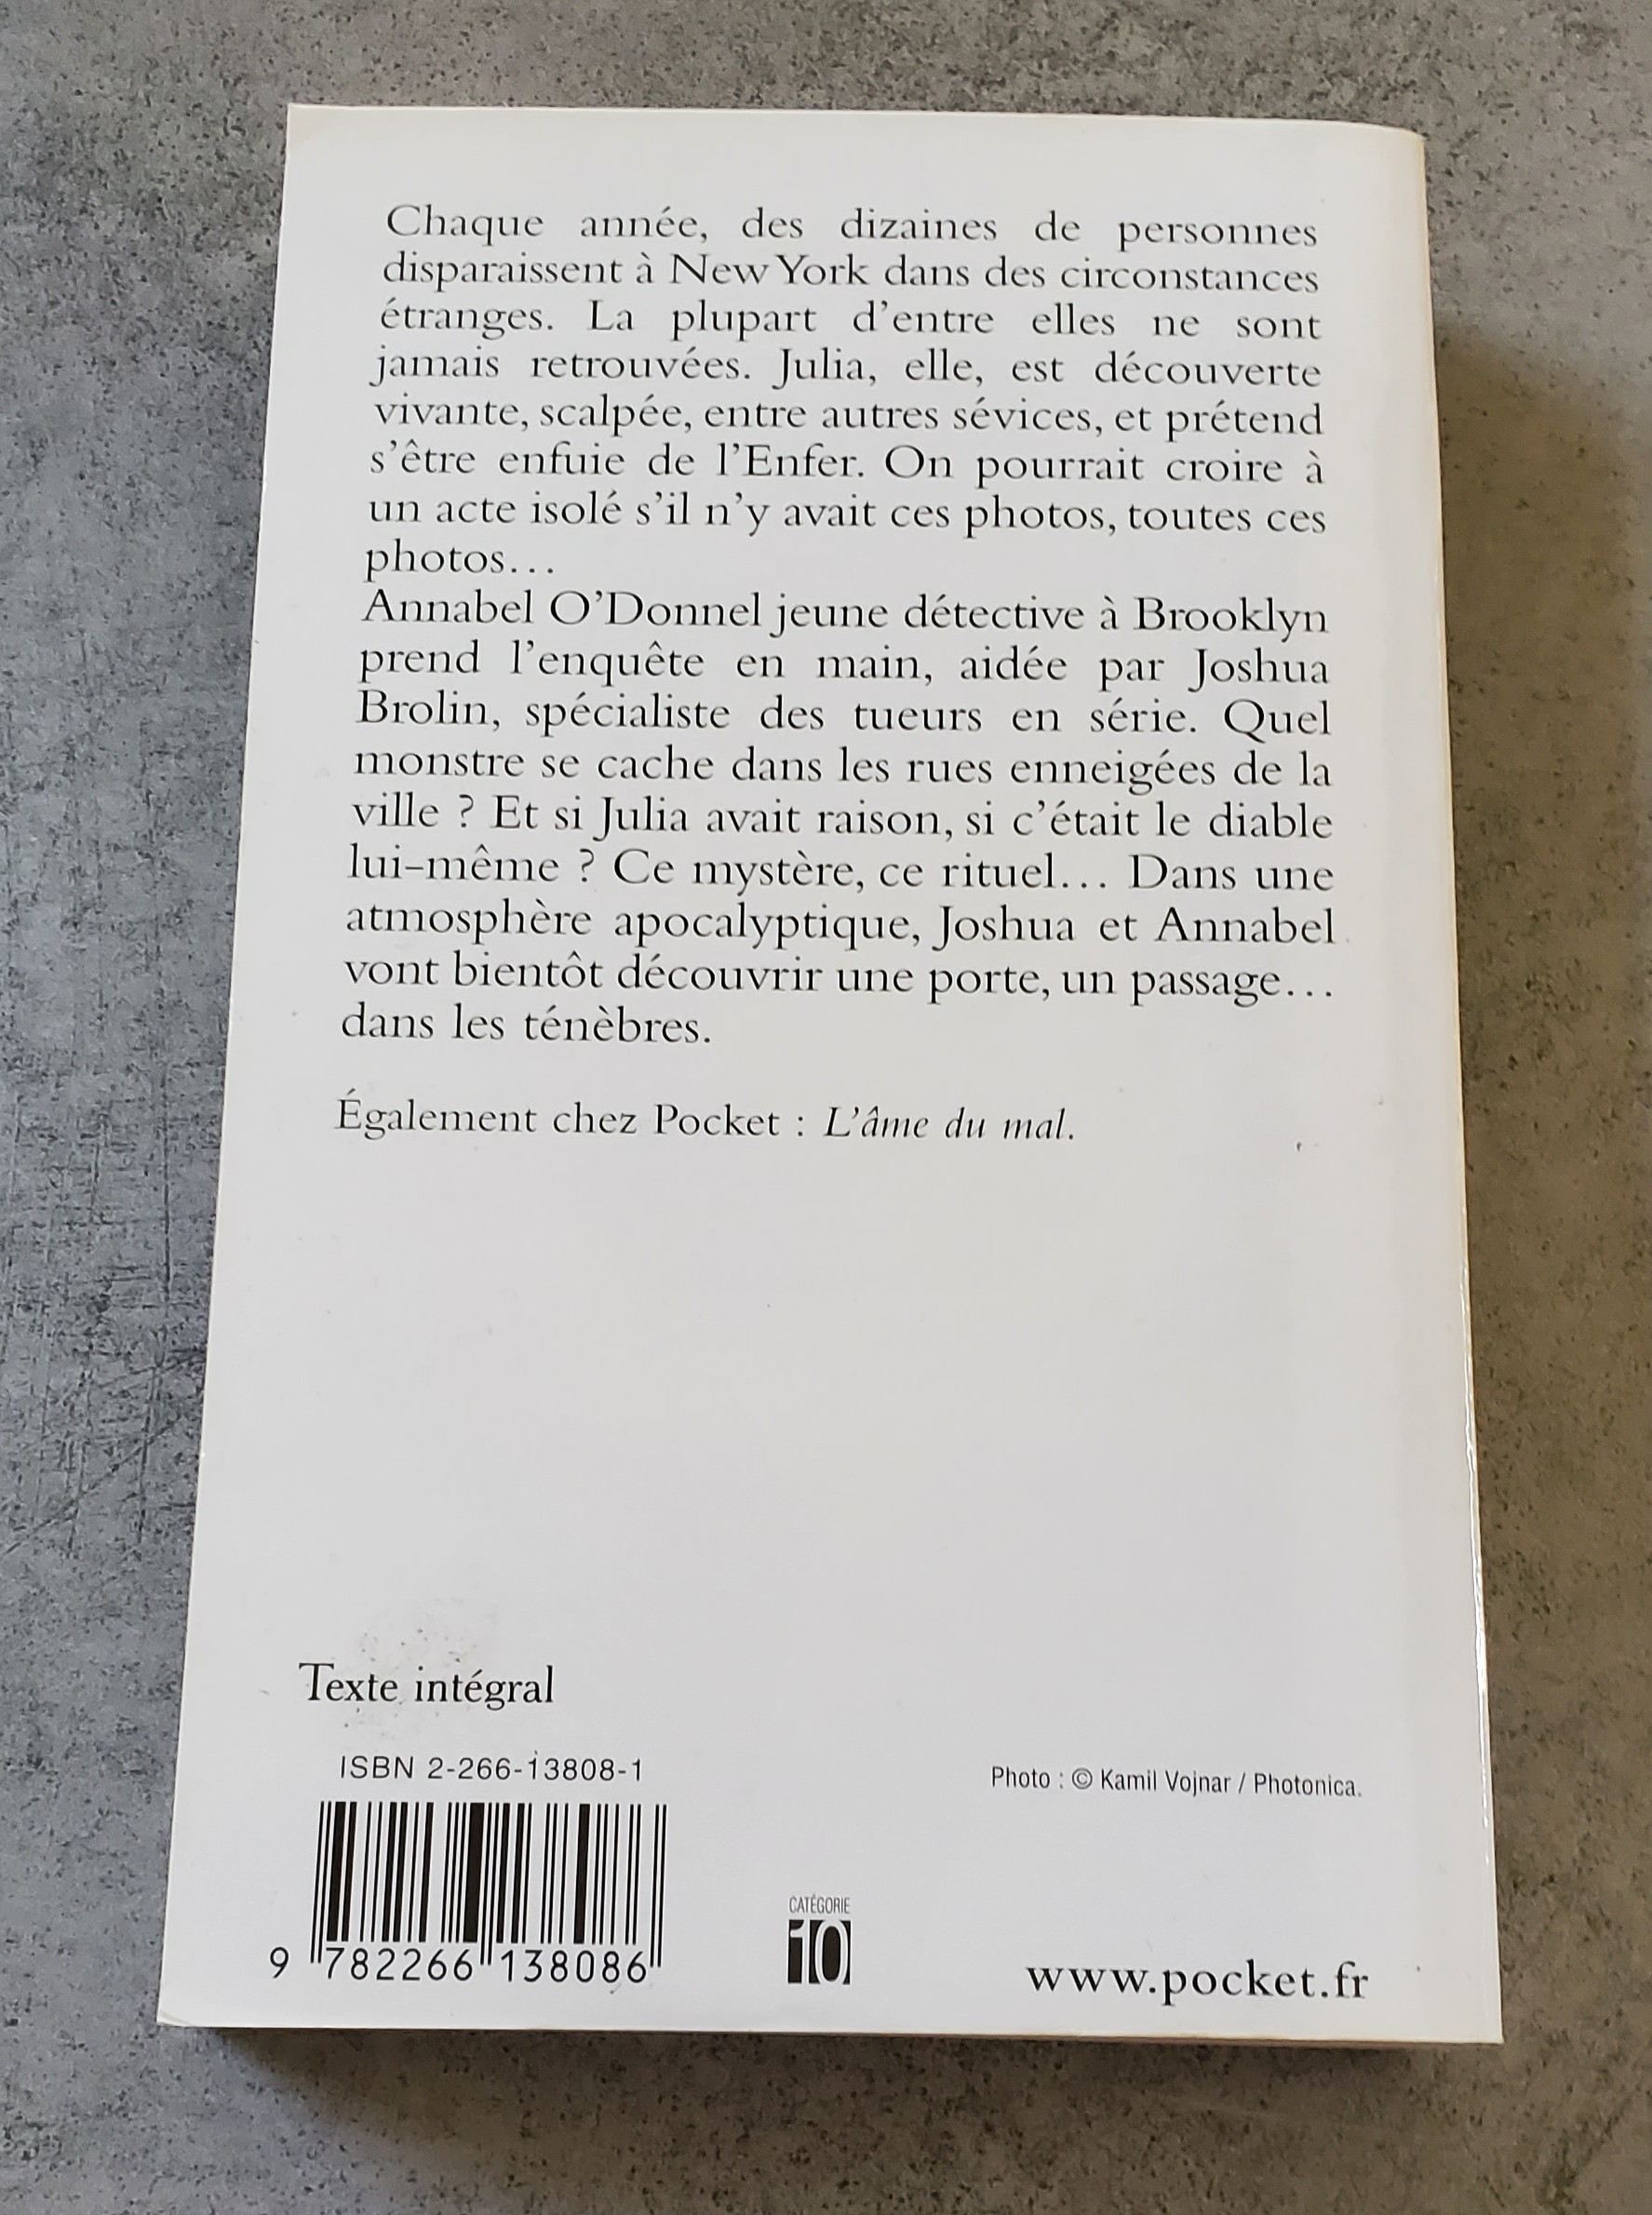 Chaque année, des dizaines de personnes
disparaissent à New York dans des circonstances
étranges. La plupart d'entre elles ne sont
jamais retrouvées. Julia, elle, est découverte
vivante, scalpée, entre autres sévices, et prétend
s'être enfuie de l'Enfer. On pourrait croire à
un acte isolé s'il n'y avait ces photos, toutes ces
photos...
Annabel O'Donnel jeune détective à Brooklyn
prend l'enquête en main, aidée par Joshua
Brolin, spécialiste des tueurs en série. Quel
monstre se cache dans les rues enneigées de la
ville ? Et si Julia avait raison, si c'était le diable
lui-même ? Ce mystère, ce rituel... Dans une
atmosphère apocalyptique, Joshua et Annabel
vont bientôt découvrir une porte, un passage...
dans les ténèbres.
Également chez Pocket : L'âme du mal.
Texte intégral
ISBN 2-266-13808-1
Photo : © Kamil Vojnar / Photonica.
9 782266 138086
CATÉGORIE
10
www.pocket.fr